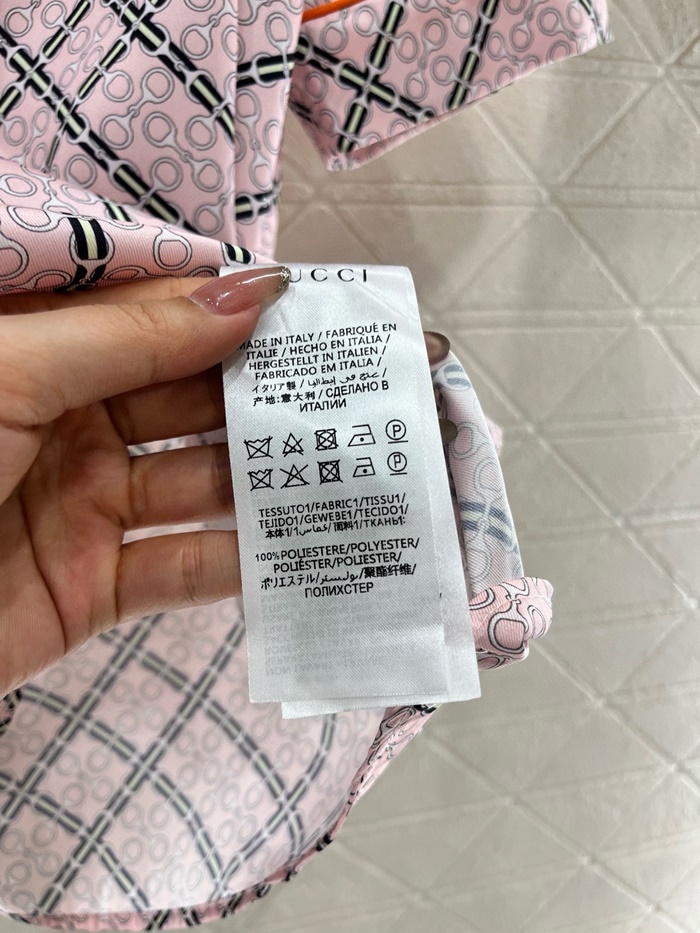 UCCI
MADE IN ITALY / FABRIQUÉ EN
ITALIE / HECHO EN ITALIA /
HERGESTELLT IN ITALIEN /
FABRICADO EM ITALIA /
イタリア製 / صنع في إيطاليا /
产地:意大利 / СДЕЛАНО В
ИТАЛИИ
P
P
TESSUTO1/FABRIC1/TISSU1/
TEJIDO1/GEWEBE1/TECIDO1/
本体1/قماش1/面料1/ТКАНЬ1:
100%POLIESTERE/POLYESTER/
POLIÉSTER/POLIESTER/
ポリエステル/بوليستر/聚酯纤维/
ПОЛИХСТЕР